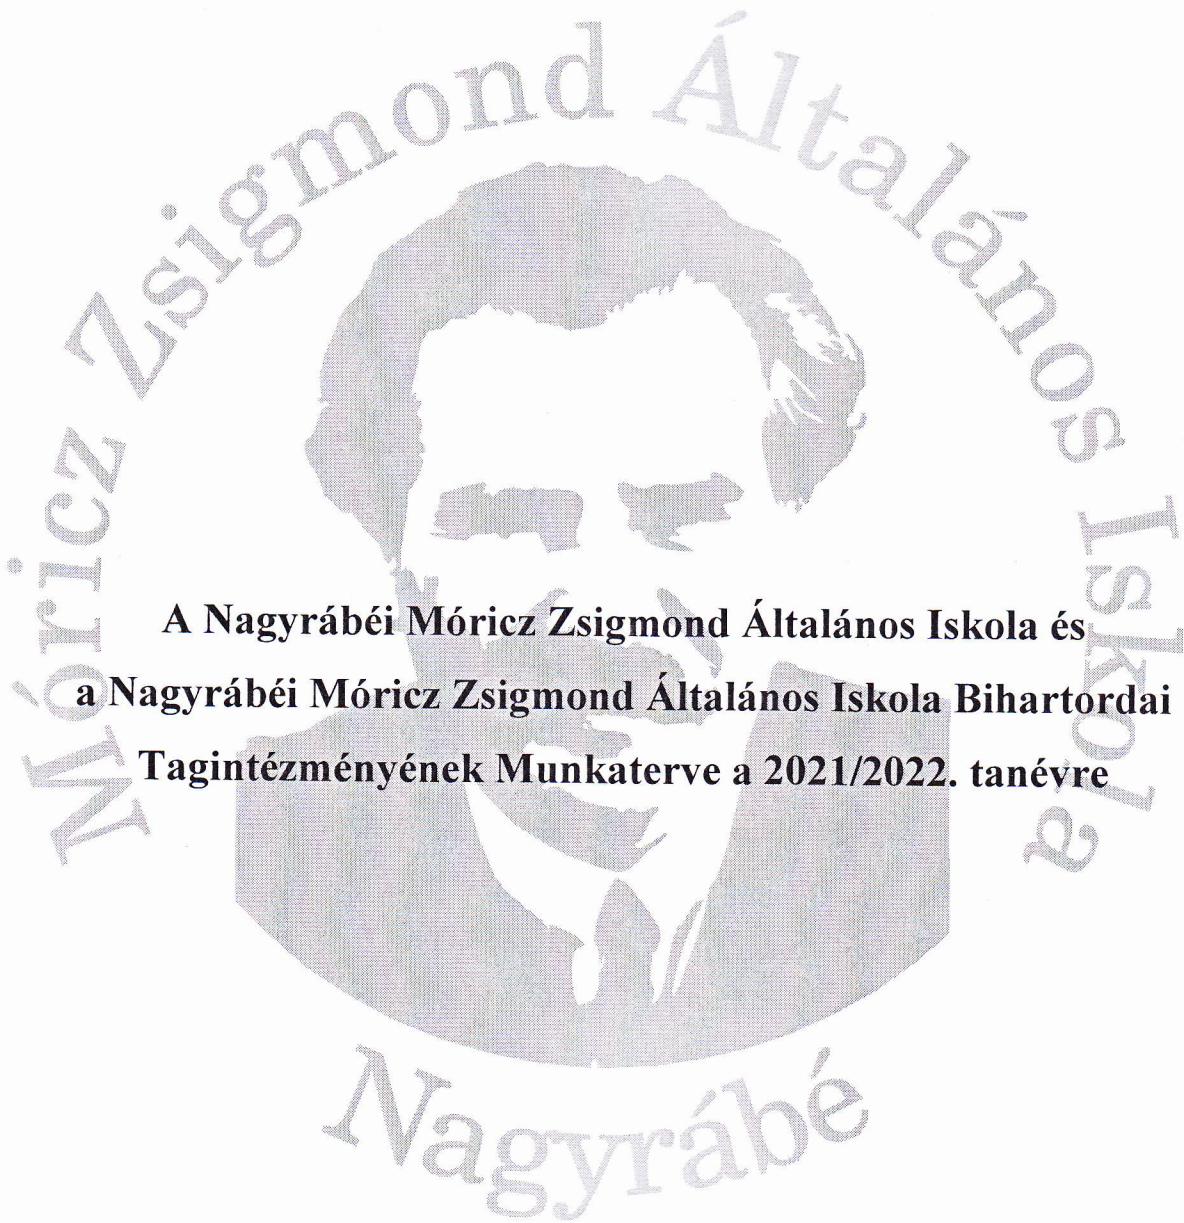 Móricz Zsigmond Általános Iskola
A Nagyrábéi Móricz Zsigmond Általános Iskola és
a Nagyrábéi Móricz Zsigmond Általános Iskola Bihartordai
Tagintézményének Munkaterve a 2021/2022. tanévre
Nagyrábé